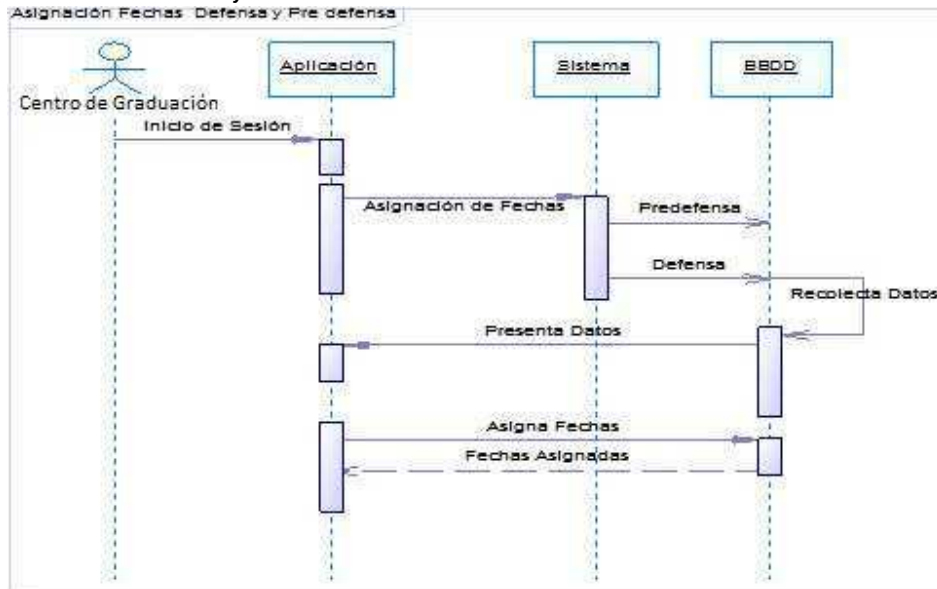 Asignación Fechas Defensa y Pre defensa
Aplicación
Sistema
BBDD
Centro de Graduación
Inicio de Sesión
Asignación de Fechas
Predefensa
Defensa
Recolecta Datos
Presenta Datos
Asigna Fechas
Fechas Asignadas